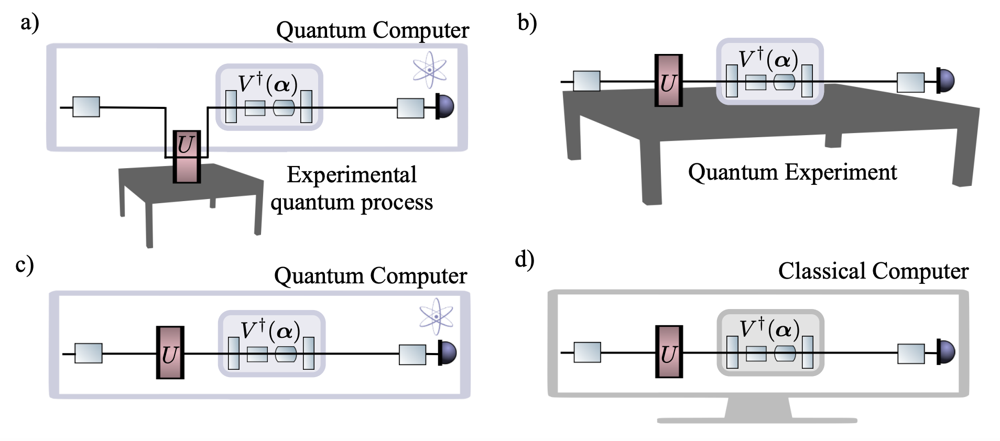 a)
Quantum Computer
V†(α)
U
Experimental
quantum process
b)
V†(α)
U
Quantum Experiment
c)
Quantum Computer
V†(α)
U
d)
Classical Computer
V†(α)
U